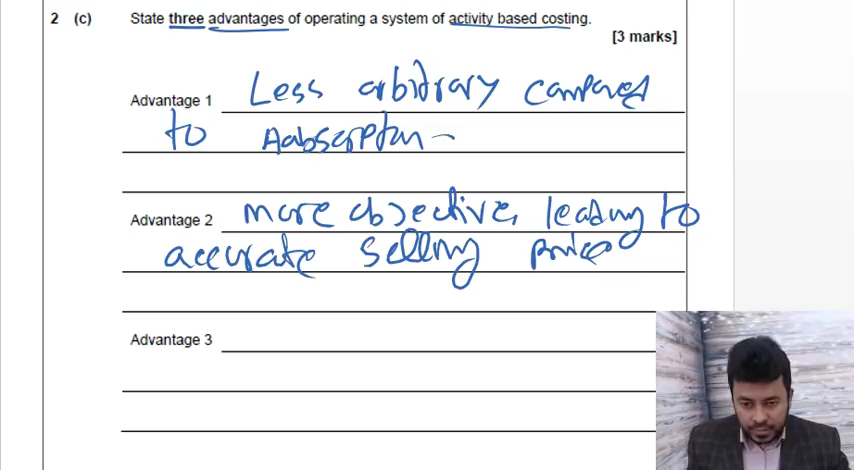 2 (c) State three advantages of operating a system of activity based costing.
[3 marks]
Advantage 1 Less arbitrary compared
to Aabsorption -
Advantage 2 more objective, leading to
accurate selling prices
Advantage 3